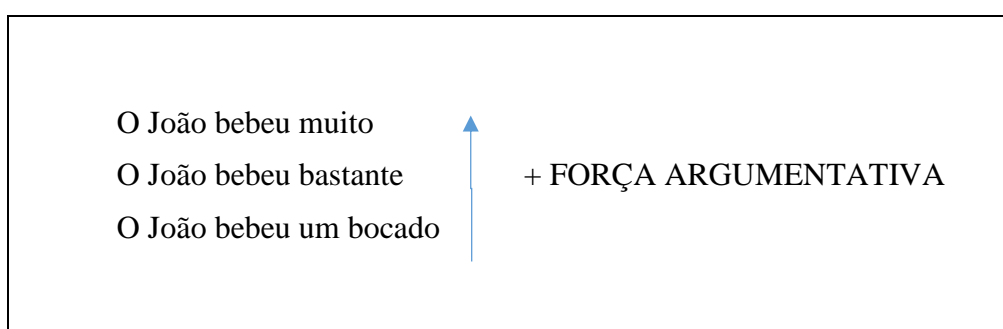 O João bebeu muito
O João bebeu bastante + FORÇA ARGUMENTATIVA
O João bebeu um bocado